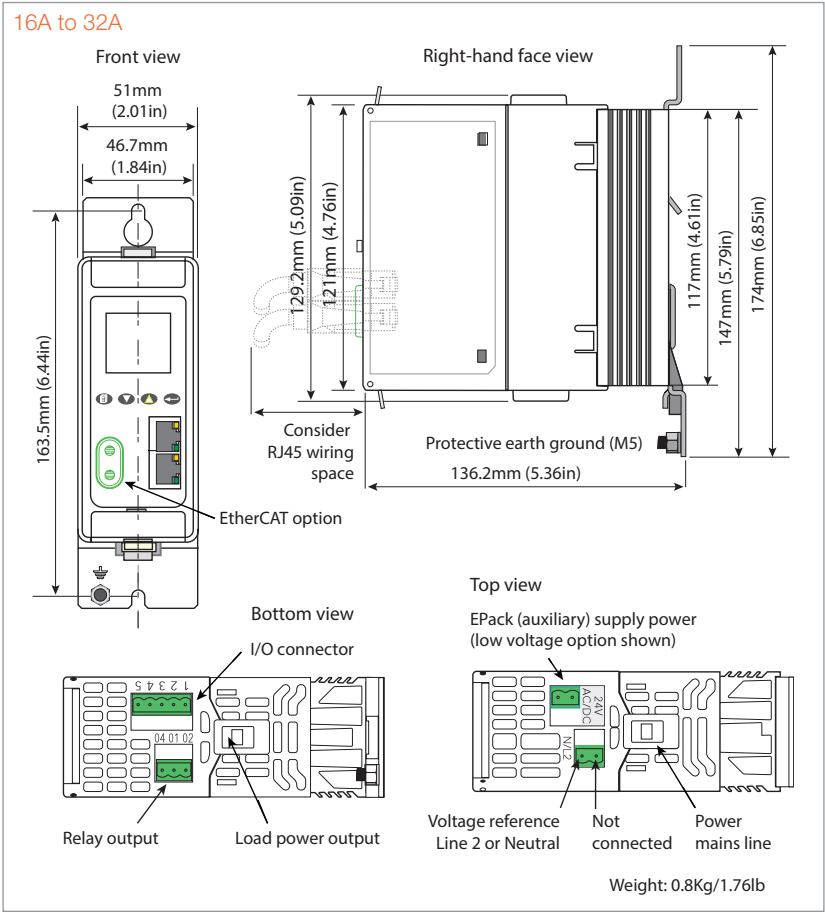 16A to 32A
Front view
51mm
(2.01in)
46.7mm
(1.84in)
163.5mm (6.44in)
EtherCAT option
Right-hand face view
129.2mm (5.09in)
121mm (4.76in)
117mm (4.61in)
147mm (5.79in)
174mm (6.85in)
Consider
RJ45 wiring
space
Protective earth ground (M5)
136.2mm (5.36in)
Bottom view
I/O connector
5 4 3 2 1
04 01 02
Relay output
Load power output
Top view
EPack (auxiliary) supply power
(low voltage option shown)
24V
AC/DC
N/L2
Voltage reference
Line 2 or Neutral
Not
connected
Power
mains line
Weight: 0.8Kg/1.76lb